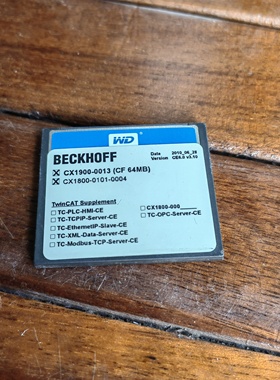 WD
BECKHOFF
Date 2010_06_29
Version CE6.0 v3.10
CX1900-0013 (CF 64MB)
CX1800-0101-0004
TwinCAT Supplement
TC-PLC-HMI-CE
CX1800-000_____
TC-TCPIP-Server-CE
TC-OPC-Server-CE
TC-EthernetIP-Slave-CE
TC-XML-Data-Server-CE
TC-Modbus-TCP-Server-CE